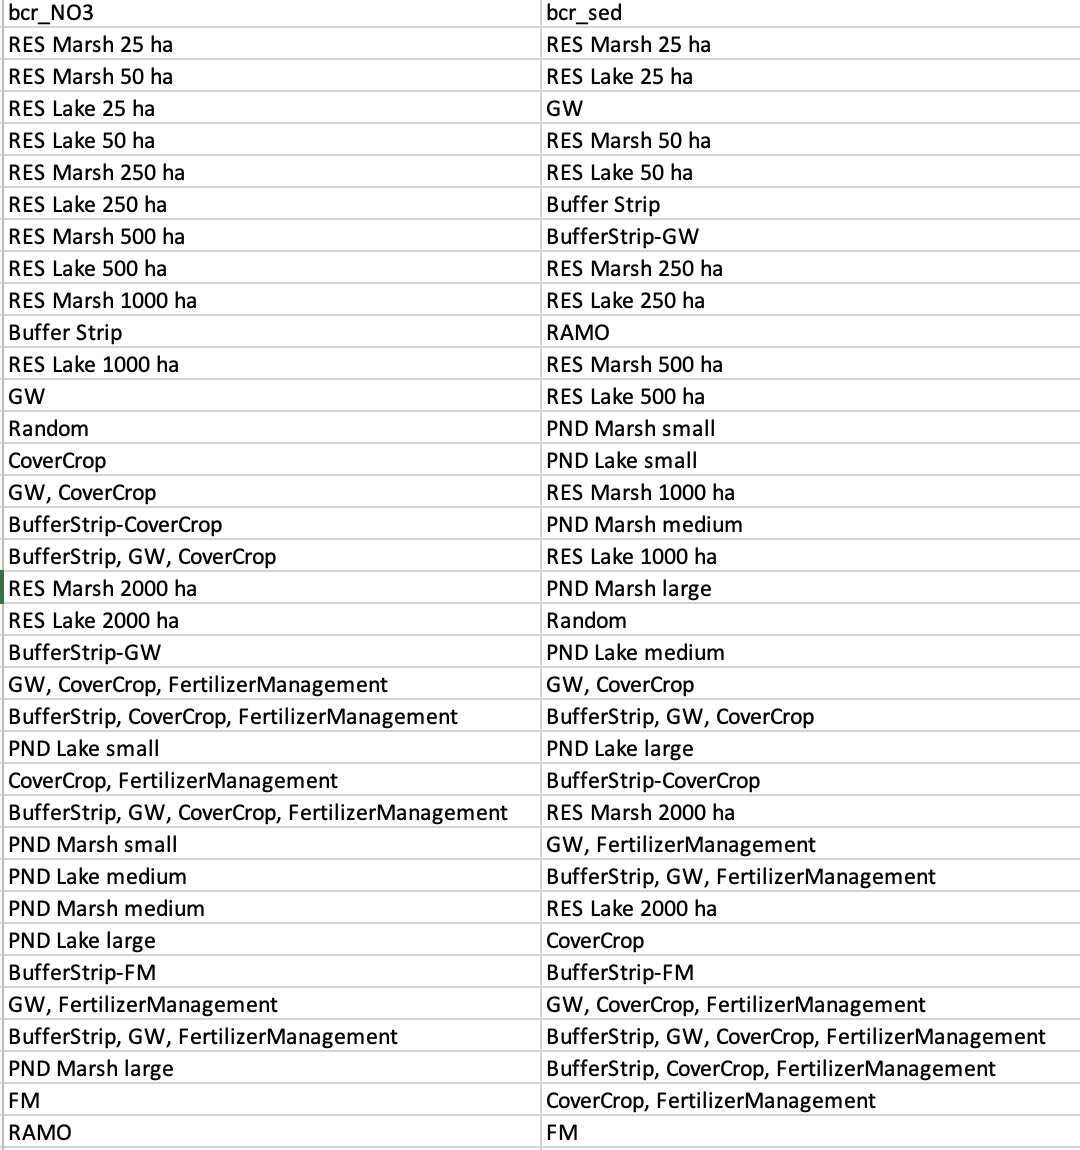 bcr_NO3 bcr_sed
RES Marsh 25 ha RES Marsh 25 ha
RES Marsh 50 ha RES Lake 25 ha
RES Lake 25 ha GW
RES Lake 50 ha RES Marsh 50 ha
RES Marsh 250 ha RES Lake 50 ha
RES Lake 250 ha Buffer Strip
RES Marsh 500 ha BufferStrip-GW
RES Lake 500 ha RES Marsh 250 ha
RES Marsh 1000 ha RES Lake 250 ha
Buffer Strip RAMO
RES Lake 1000 ha RES Marsh 500 ha
GW RES Lake 500 ha
Random PND Marsh small
CoverCrop PND Lake small
GW, CoverCrop RES Marsh 1000 ha
BufferStrip-CoverCrop PND Marsh medium
BufferStrip, GW, CoverCrop RES Lake 1000 ha
RES Marsh 2000 ha PND Marsh large
RES Lake 2000 ha Random
BufferStrip-GW PND Lake medium
GW, CoverCrop, FertilizerManagement GW, CoverCrop
BufferStrip, CoverCrop, FertilizerManagement BufferStrip, GW, CoverCrop
PND Lake small PND Lake large
CoverCrop, FertilizerManagement BufferStrip-CoverCrop
BufferStrip, GW, CoverCrop, FertilizerManagement RES Marsh 2000 ha
PND Marsh small GW, FertilizerManagement
PND Lake medium BufferStrip, GW, FertilizerManagement
PND Marsh medium RES Lake 2000 ha
PND Lake large CoverCrop
BufferStrip-FM BufferStrip-FM
GW, FertilizerManagement GW, CoverCrop, FertilizerManagement
BufferStrip, GW, FertilizerManagement BufferStrip, GW, CoverCrop, FertilizerManagement
PND Marsh large BufferStrip, CoverCrop, FertilizerManagement
FM CoverCrop, FertilizerManagement
RAMO FM